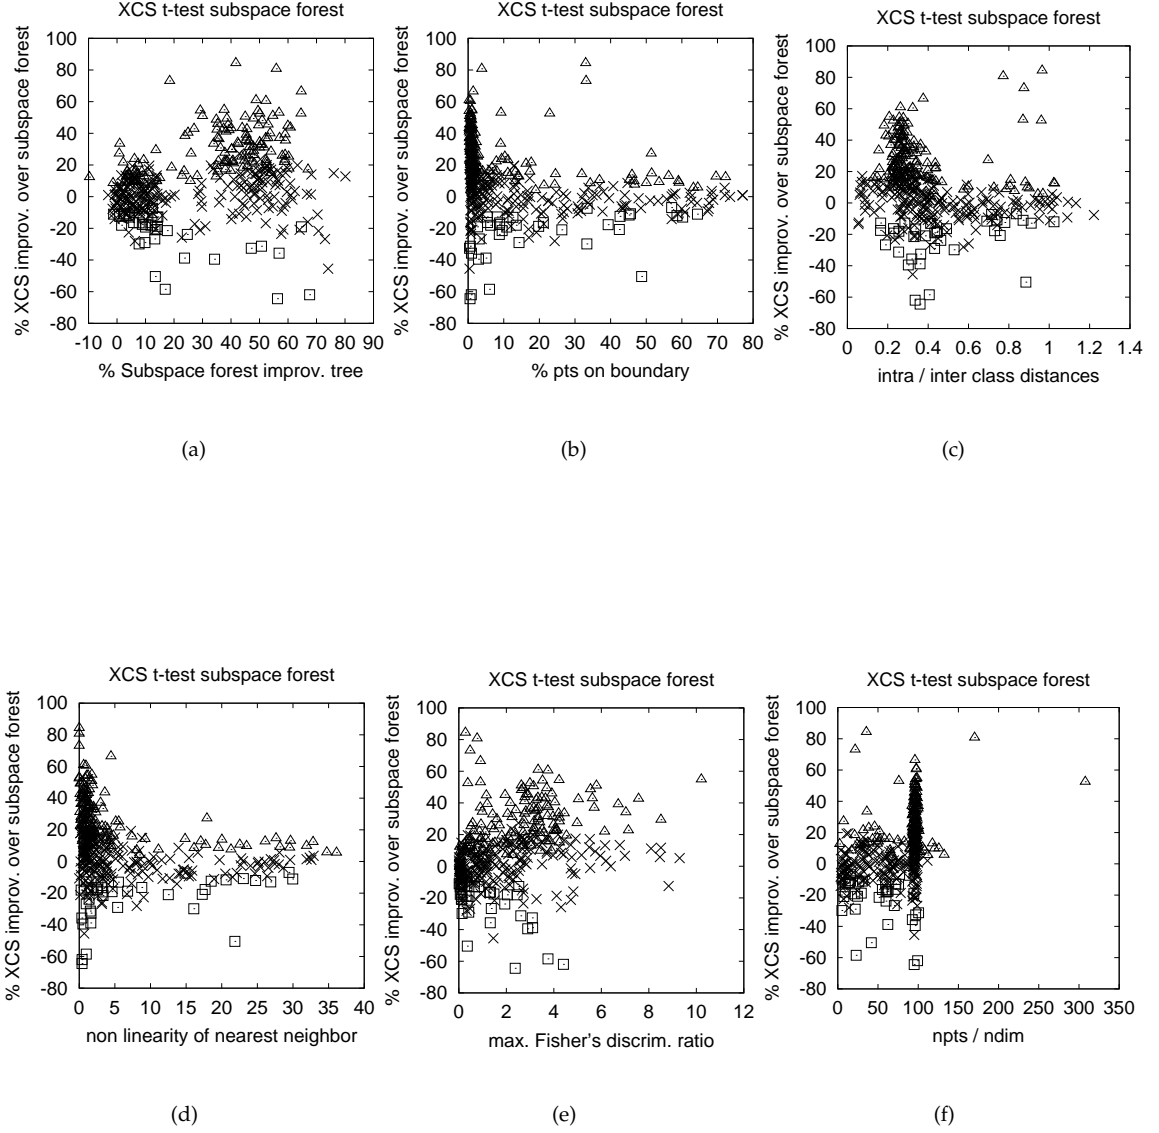 XCS t-test subspace forest
% XCS improv. over subspace forest
100
80
60
40
20
0
-20
-40
-60
-80
-10 0 10 20 30 40 50 60 70 80 90
% Subspace forest improv. tree
(a)
XCS t-test subspace forest
% XCS improv. over subspace forest
100
80
60
40
20
0
-20
-40
-60
-80
0 10 20 30 40 50 60 70 80
% pts on boundary
(b)
XCS t-test subspace forest
% XCS improv. over subspace forest
100
80
60
40
20
0
-20
-40
-60
-80
0 0.2 0.4 0.6 0.8 1 1.2 1.4
intra / inter class distances
(c)
XCS t-test subspace forest
% XCS improv. over subspace forest
100
80
60
40
20
0
-20
-40
-60
-80
0 5 10 15 20 25 30 35 40
non linearity of nearest neighbor
(d)
XCS t-test subspace forest
% XCS improv. over subspace forest
100
80
60
40
20
0
-20
-40
-60
-80
0 2 4 6 8 10 12
max. Fisher's discrim. ratio
(e)
XCS t-test subspace forest
% XCS improv. over subspace forest
100
80
60
40
20
0
-20
-40
-60
-80
0 50 100 150 200 250 300 350
npts / ndim
(f)